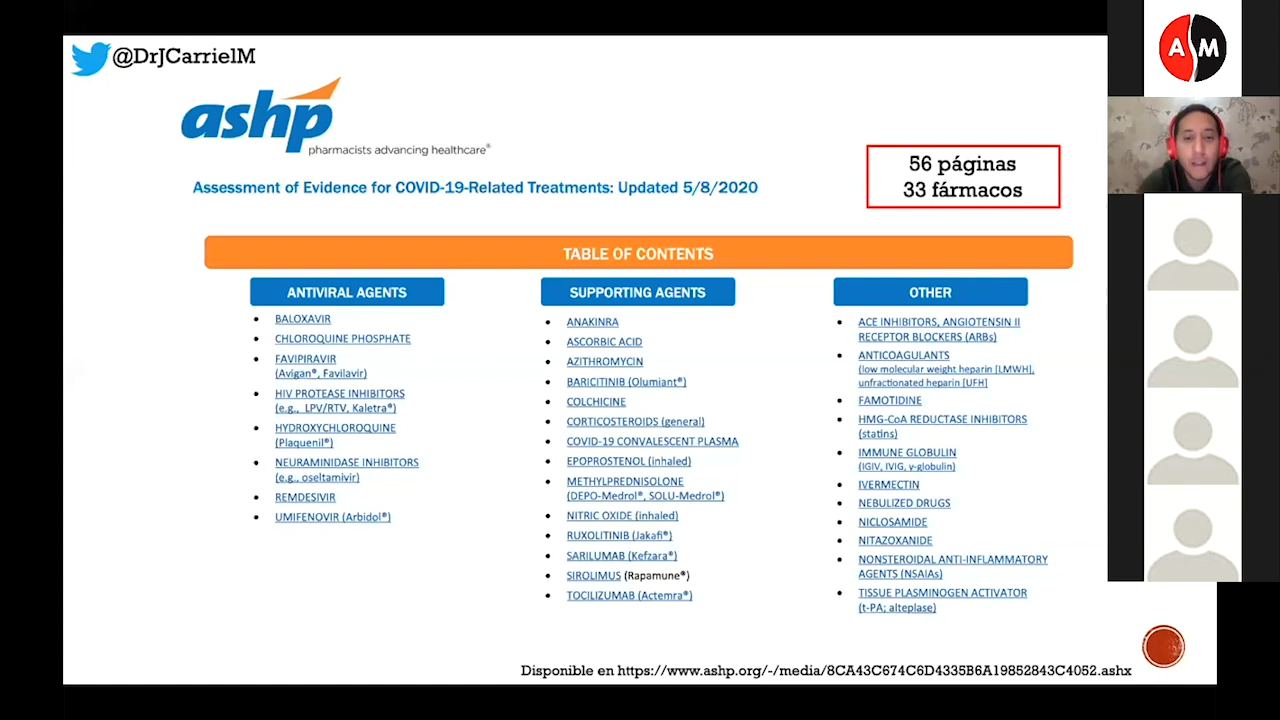 @DrJCarrielM
ashp
pharmacists advancing healthcare®
Assessment of Evidence for COVID-19-Related Treatments: Updated 5/8/2020
56 páginas
33 fármacos
TABLE OF CONTENTS
ANTIVIRAL AGENTS
• BALOXAVIR
• CHLOROQUINE PHOSPHATE
• FAVIPIRAVIR
(Avigan®, Favilavir)
• HIV PROTEASE INHIBITORS
(e.g., LPV/RTV, Kaletra®)
• HYDROXYCHLOROQUINE
(Plaquenil®)
• NEURAMINIDASE INHIBITORS
(e.g., oseltamivir)
• REMDESIVIR
• UMIFENOVIR (Arbidol®)
SUPPORTING AGENTS
• ANAKINRA
• ASCORBIC ACID
• AZITHROMYCIN
• BARICITINIB (Olumiant®)
• COLCHICINE
• CORTICOSTEROIDS (general)
• COVID-19 CONVALESCENT PLASMA
• EPOPROSTENOL (inhaled)
• METHYLPREDNISOLONE
(DEPO-Medrol®, SOLU-Medrol®)
• NITRIC OXIDE (inhaled)
• RUXOLITINIB (Jakafi®)
• SARILUMAB (Kefzara®)
• SIROLIMUS (Rapamune®)
• TOCILIZUMAB (Actemra®)
OTHER
• ACE INHIBITORS, ANGIOTENSIN II
RECEPTOR BLOCKERS (ARBs)
• ANTICOAGULANTS
(low molecular weight heparin [LMWH],
unfractionated heparin [UFH]
• FAMOTIDINE
• HMG-CoA REDUCTASE INHIBITORS
(statins)
• IMMUNE GLOBULIN
(IGIV, IVIG, γ-globulin)
• IVERMECTIN
• NEBULIZED DRUGS
• NICLOSAMIDE
• NITAZOXANIDE
• NONSTEROIDAL ANTI-INFLAMMATORY
AGENTS (NSAIAs)
• TISSUE PLASMINOGEN ACTIVATOR
(t-PA; alteplase)
Disponible en https://www.ashp.org/-/media/8CA43C674C6D4335B6A19852843C4052.ashx
A M